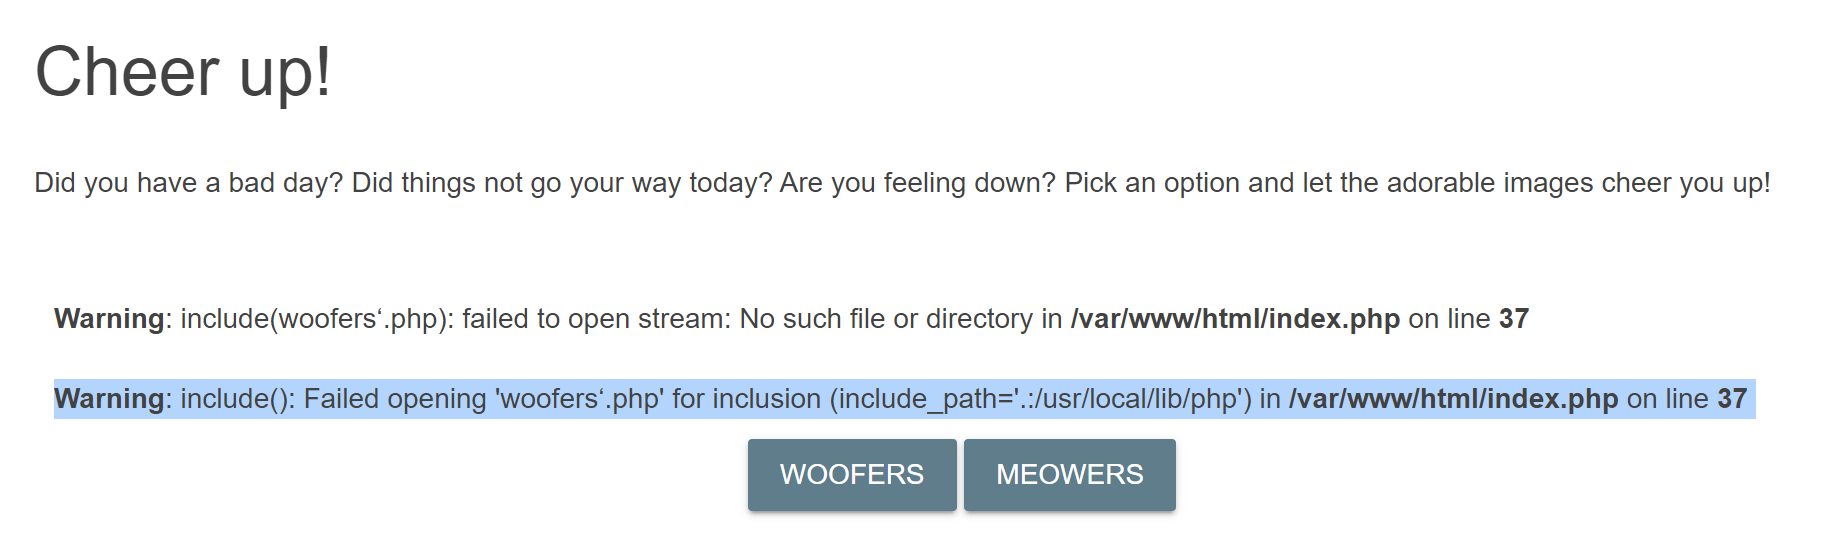 Cheer up!
Did you have a bad day? Did things not go your way today? Are you feeling down? Pick an option and let the adorable images cheer you up!
Warning: include(woofers‘.php): failed to open stream: No such file or directory in /var/www/html/index.php on line 37
Warning: include(): Failed opening 'woofers‘.php' for inclusion (include_path='.:/usr/local/lib/php') in /var/www/html/index.php on line 37
WOOFERS MEOWERS